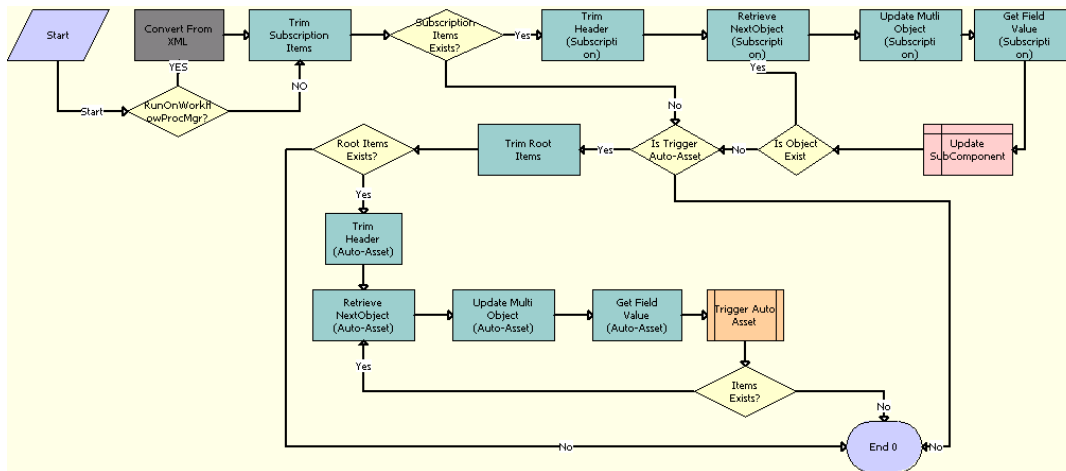 Start
Convert From
XML
Trim
Subscription
Items
Subscription
Items
Exists?
Yes
Trim
Header
(Subscripti
on)
Retrieve
NextObject
(Subscripti
on)
Update Mutli
Object
(Subscripti
on)
Get Field
Value
(Subscripti
on)
YES
NO
Yes
Start
RunOnWorkfl
owProcMgr?
No
Root Items
Exists?
Trim Root
Items
Yes
Is Trigger
Auto-Asset
No
Is Object
Exist
Update
SubComponent
Yes
Trim
Header
(Auto-Asset)
Retrieve
NextObject
(Auto-Asset)
Update Multi
Object
(Auto-Asset)
Get Field
Value
(Auto-Asset)
Trigger Auto
Asset
Yes
Items
Exists?
No
No
End 0
No